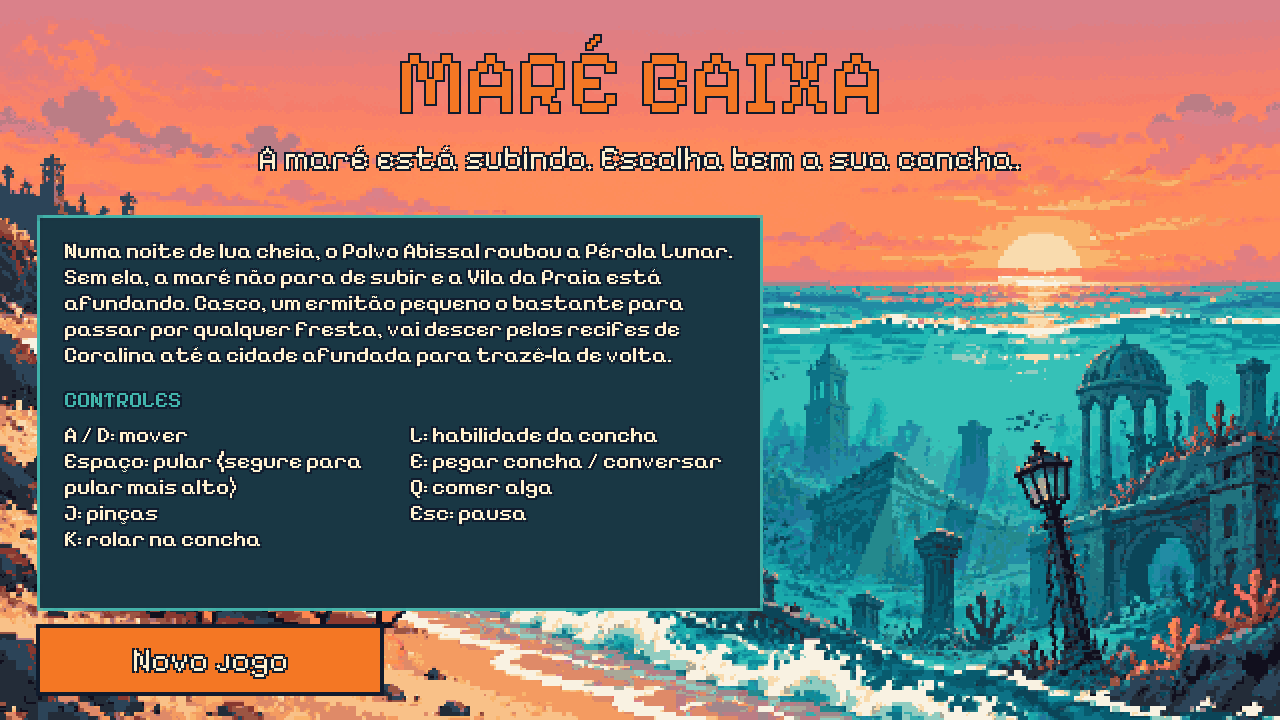 MARÉ BAIXA
A maré está subindo. Escolha bem a sua concha.
Numa noite de lua cheia, o Polvo Abissal roubou a Pérola Lunar.
Sem ela, a maré não para de subir e a Vila da Praia está
afundando. Casco, um ermitão pequeno o bastante para
passar por qualquer fresta, vai descer pelos recifes de
Coralina até a cidade afundada para trazê-la de volta.
CONTROLES
A / D: mover
Espaço: pular (segure para
pular mais alto)
J: pinças
K: rolar na concha
L: habilidade da concha
E: pegar concha / conversar
Q: comer alga
Esc: pausa
Novo jogo